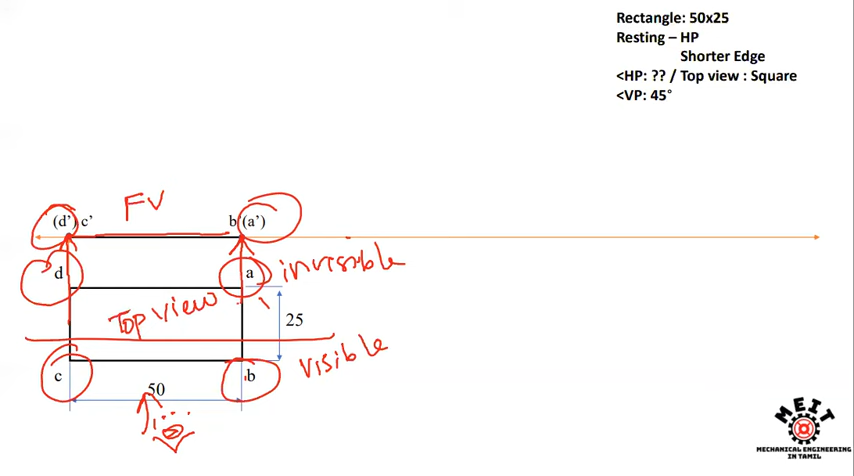 Rectangle: 50x25
Resting – HP
Shorter Edge
<HP: ?? / Top view : Square
<VP: 45°
FV
(d') c'
b (a')
d
a
invisible
Top view
25
visible
c
b
50
MEIT
MECHANICAL ENGINEERING
IN TAMIL